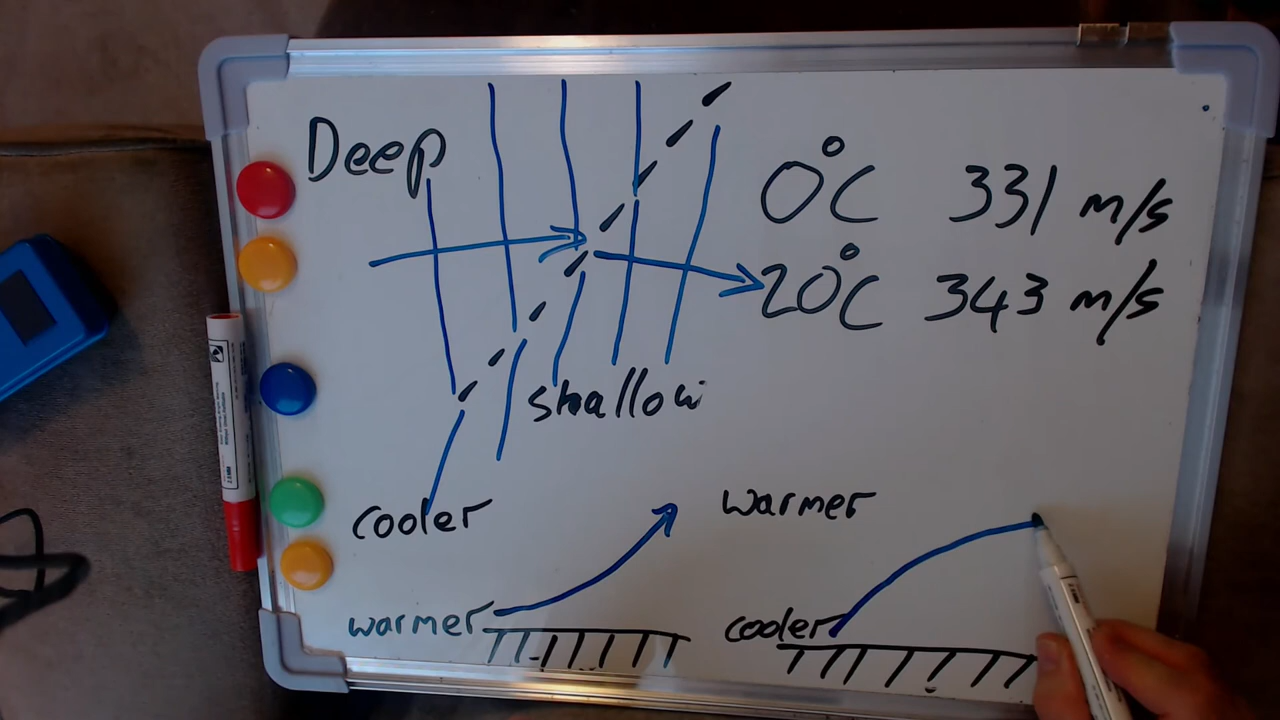 Deep
0°C 331 m/s
20°C 343 m/s
shallow
cooler
warmer
warmer
cooler